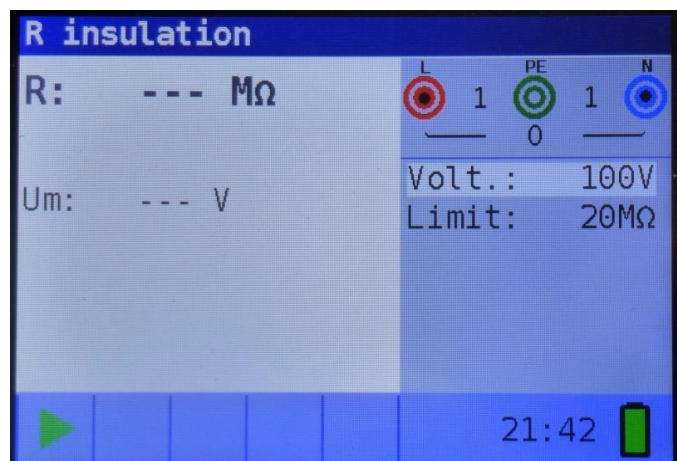 R insulation
R: --- MΩ
L PE N
1 1
0
Um: --- V
Volt.: 100V
Limit: 20MΩ
21:42